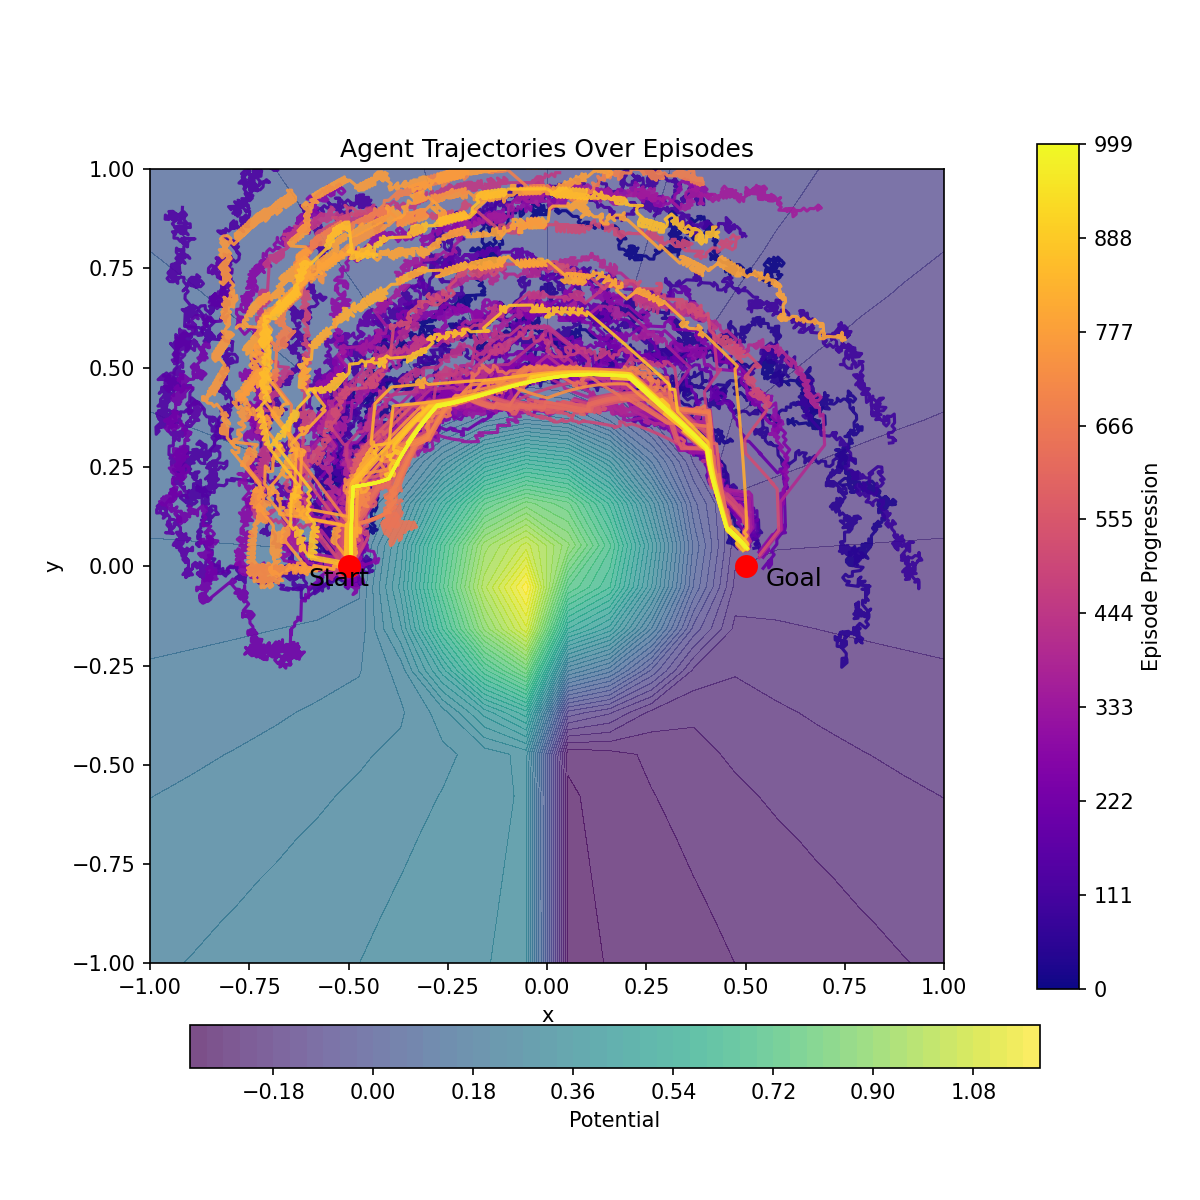 Agent Trajectories Over Episodes
1.00
0.75
0.50
0.25
0.00
−0.25
−0.50
−0.75
−1.00
y
Start
Goal
−1.00 −0.75 −0.50 −0.25 0.00 0.25 0.50 0.75 1.00
x
999
888
777
666
555
444
333
222
111
0
Episode Progression
−0.18 0.00 0.18 0.36 0.54 0.72 0.90 1.08
Potential